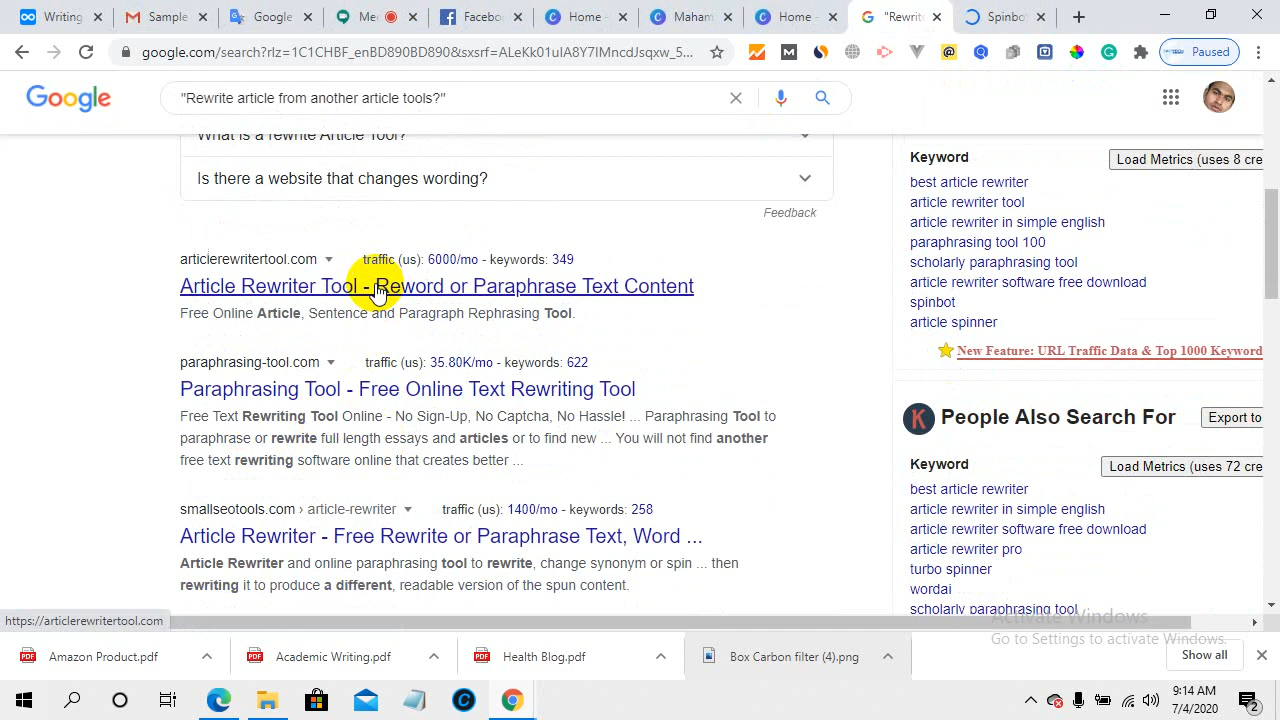 Writing
Sampl
Google
Me
Facebo
Home -
Maham
Home -
"Rewrit
Spinbo
google.com/search?rlz=1C1CHBF_enBD890BD890&sxsrf=ALeKk01uIA8Y7IMncdJsqxw_5...
Paused
Google
"Rewrite article from another article tools?"
What is a rewrite Article Tool?
Is there a website that changes wording?
Feedback
articlerewritertool.com traffic (us): 6000/mo - keywords: 349
Article Rewriter Tool - Reword or Paraphrase Text Content
Free Online Article, Sentence and Paragraph Rephrasing Tool.
paraphrasing-tool.com traffic (us): 35.80K/mo - keywords: 622
Paraphrasing Tool - Free Online Text Rewriting Tool
Free Text Rewriting Tool Online - No Sign-Up, No Captcha, No Hassle! ... Paraphrasing Tool to
paraphrase or rewrite full length essays and articles or to find new ... You will not find another
free text rewriting software online that creates better ...
smallseotools.com › article-rewriter traffic (us): 1400/mo - keywords: 258
Article Rewriter - Free Rewrite or Paraphrase Text, Word ...
Article Rewriter and online paraphrasing tool to rewrite, change synonym or spin ... then
rewriting it to produce a different, readable version of the spun content.
Keyword
Load Metrics (uses 8 cre
best article rewriter
article rewriter tool
article rewriter in simple english
paraphrasing tool 100
scholarly paraphrasing tool
article rewriter software free download
spinbot
article spinner
New Feature: URL Traffic Data & Top 1000 Keyword
K
People Also Search For
Export to
Keyword
Load Metrics (uses 72 cre
best article rewriter
article rewriter in simple english
article rewriter software free download
article rewriter pro
turbo spinner
wordai
scholarly paraphrasing tool
Activate Windows
Go to Settings to activate Windows.
https://articlerewritertool.com
Amazon Product.pdf
Academic Writing.pdf
Health Blog.pdf
Box Carbon filter (4).png
Show all
9:14 AM
7/4/2020
2